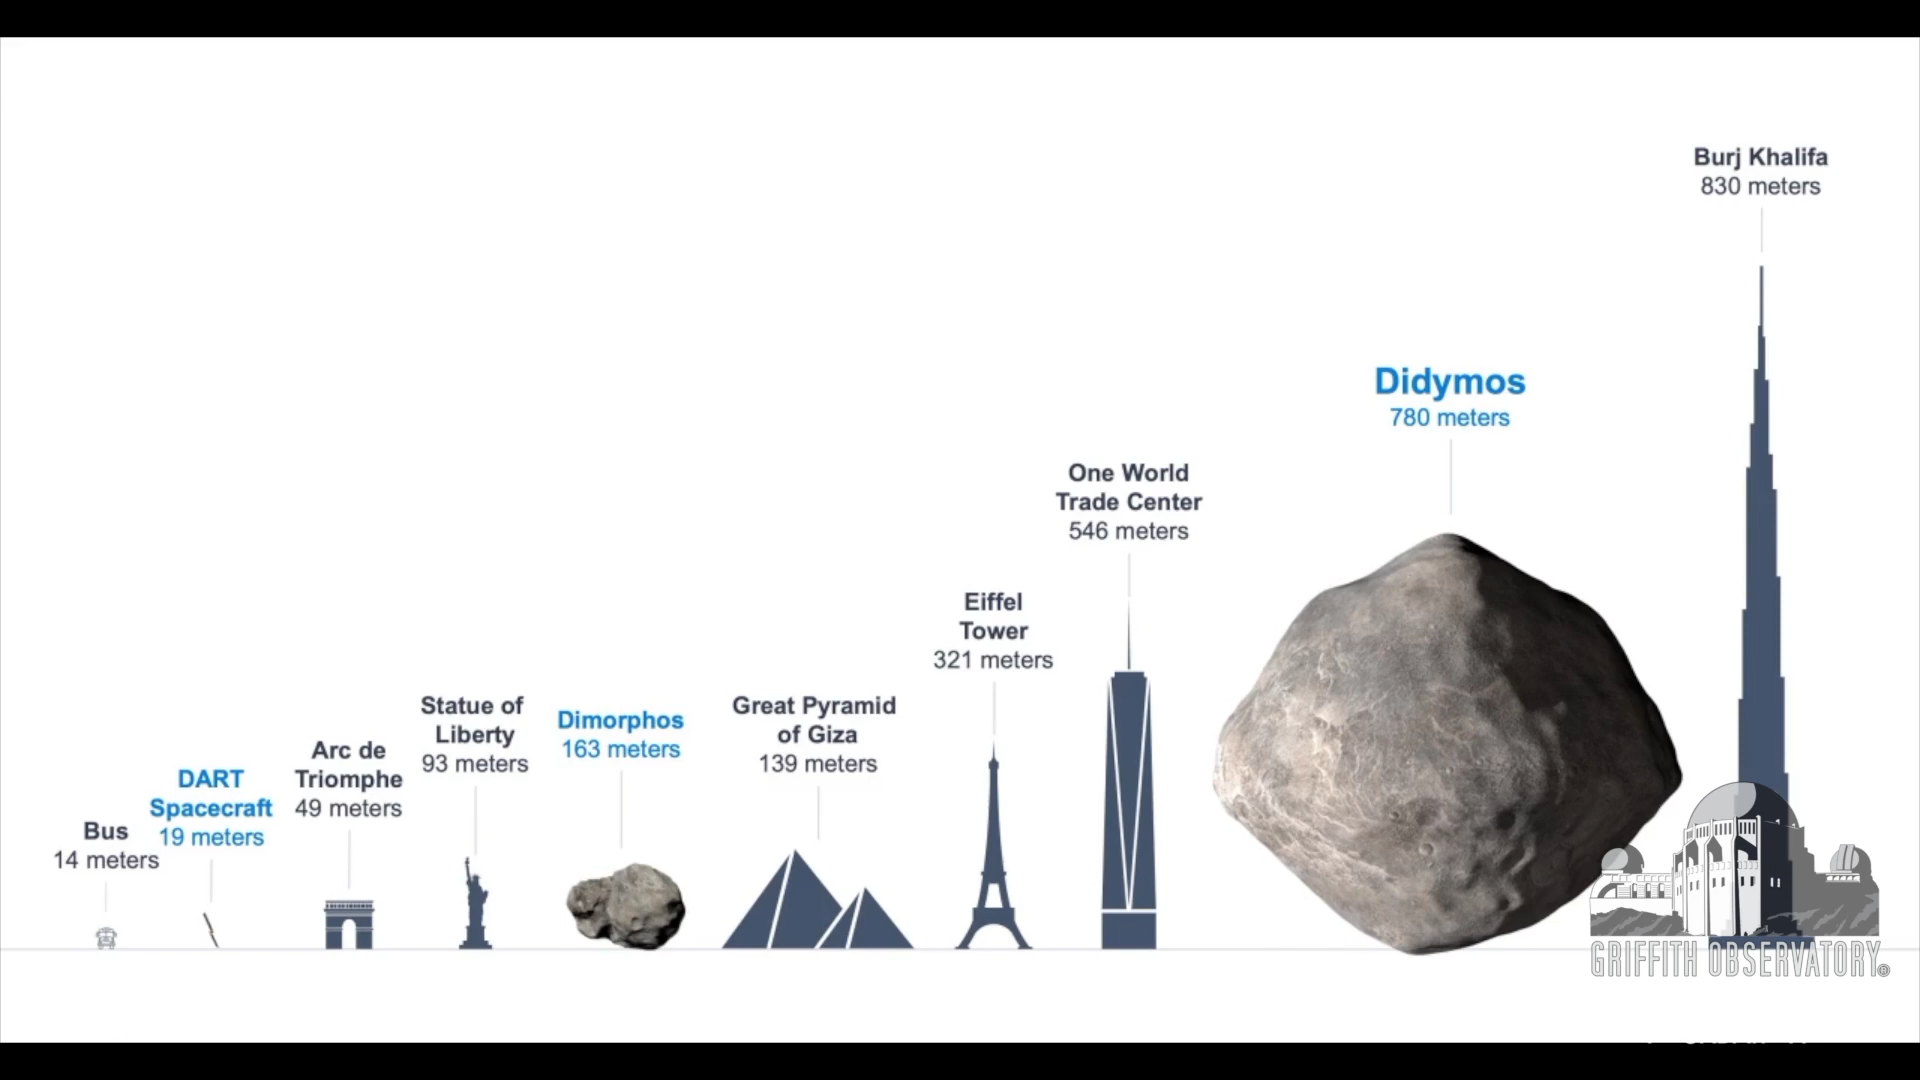 Bus
14 meters
DART
Spacecraft
19 meters
Arc de
Triomphe
49 meters
Statue of
Liberty
93 meters
Dimorphos
163 meters
Great Pyramid
of Giza
139 meters
Eiffel
Tower
321 meters
One World
Trade Center
546 meters
Didymos
780 meters
Burj Khalifa
830 meters
GRIFFITH OBSERVATORY®